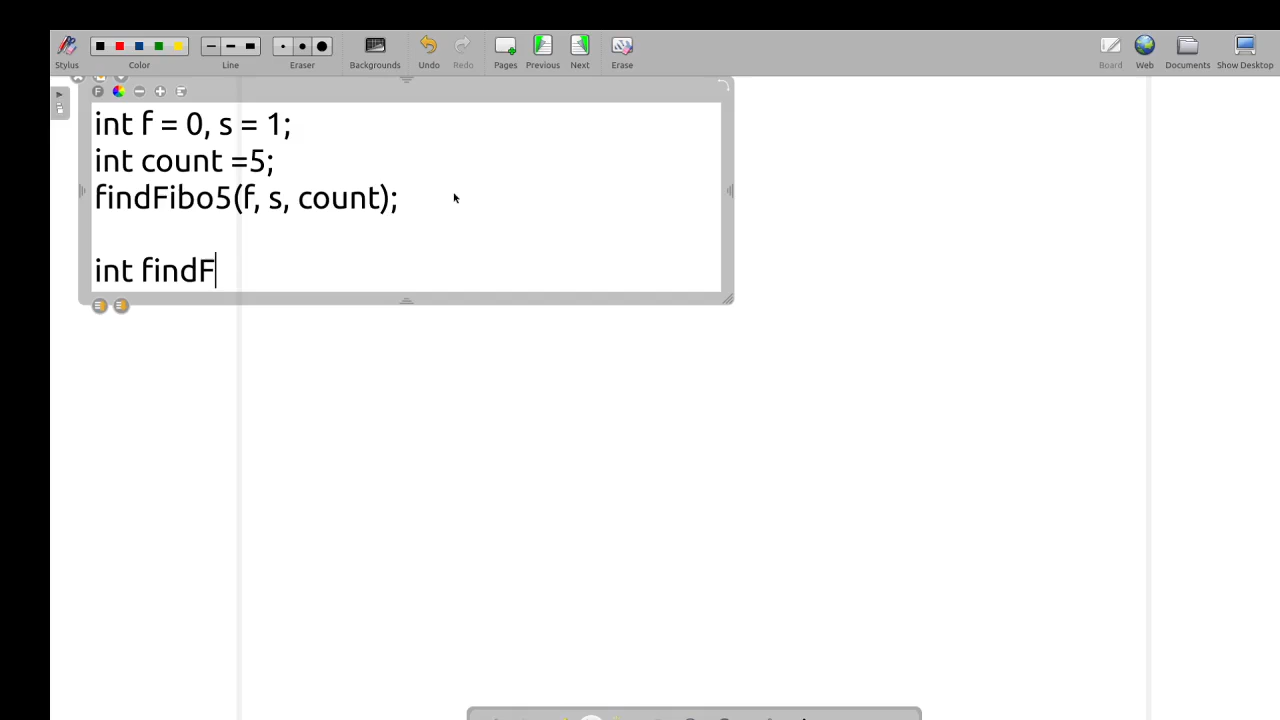 Stylus Color Line Eraser Backgrounds Undo Redo Pages Previous Next Erase Board Web Documents Show Desktop
int f = 0, s = 1;
int count =5;
findFibo5(f, s, count);
int findF